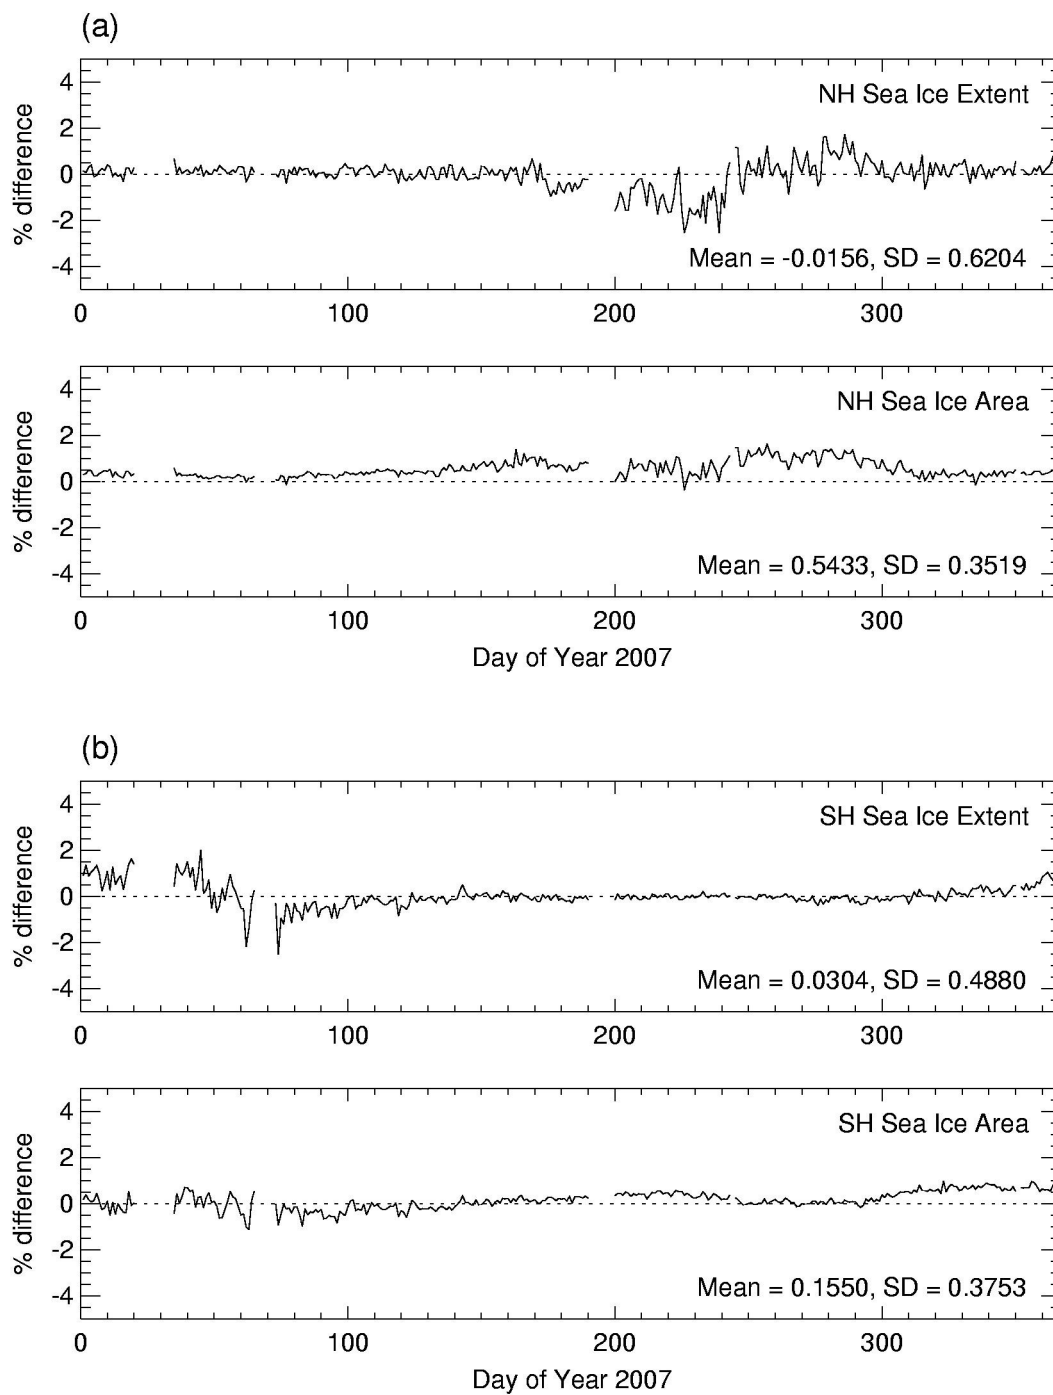 (a)
NH Sea Ice Extent
% difference
4
2
0
-2
-4
Mean = -0.0156, SD = 0.6204
0 100 200 300
NH Sea Ice Area
% difference
4
2
0
-2
-4
Mean = 0.5433, SD = 0.3519
0 100 200 300
Day of Year 2007
(b)
SH Sea Ice Extent
% difference
4
2
0
-2
-4
Mean = 0.0304, SD = 0.4880
0 100 200 300
SH Sea Ice Area
% difference
4
2
0
-2
-4
Mean = 0.1550, SD = 0.3753
0 100 200 300
Day of Year 2007